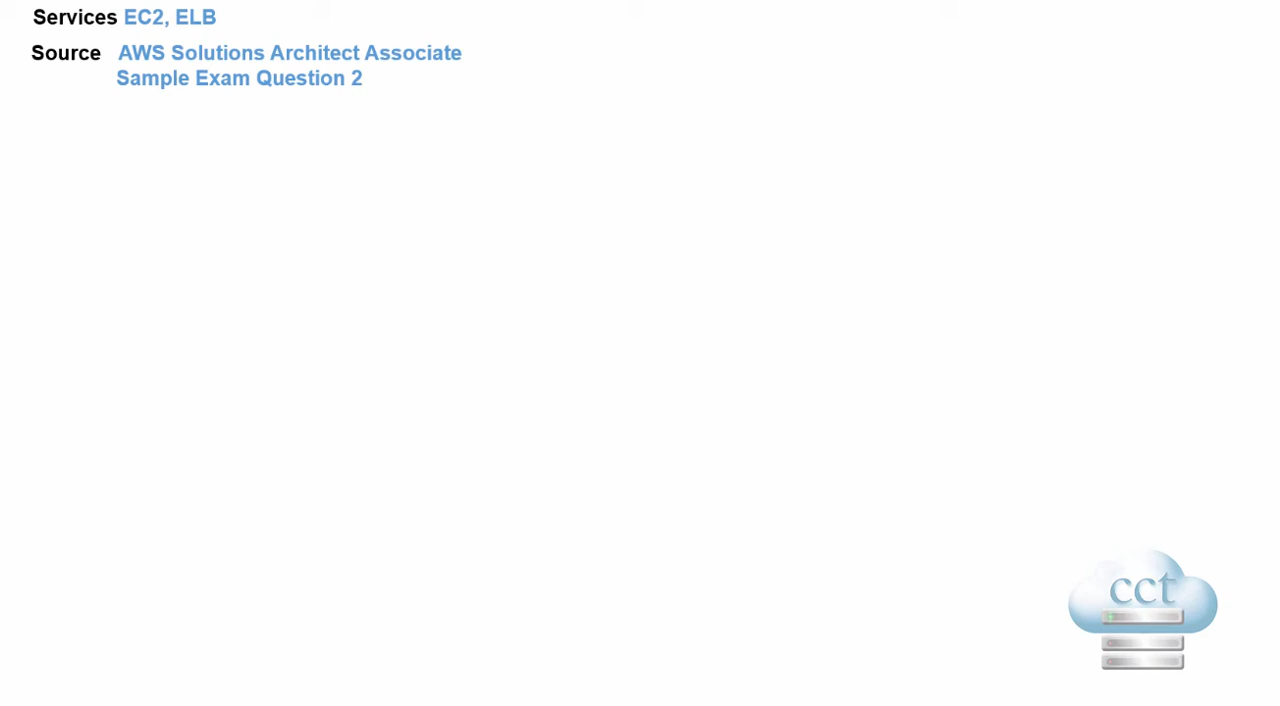 Services EC2, ELB
Source AWS Solutions Architect Associate
Sample Exam Question 2
cct